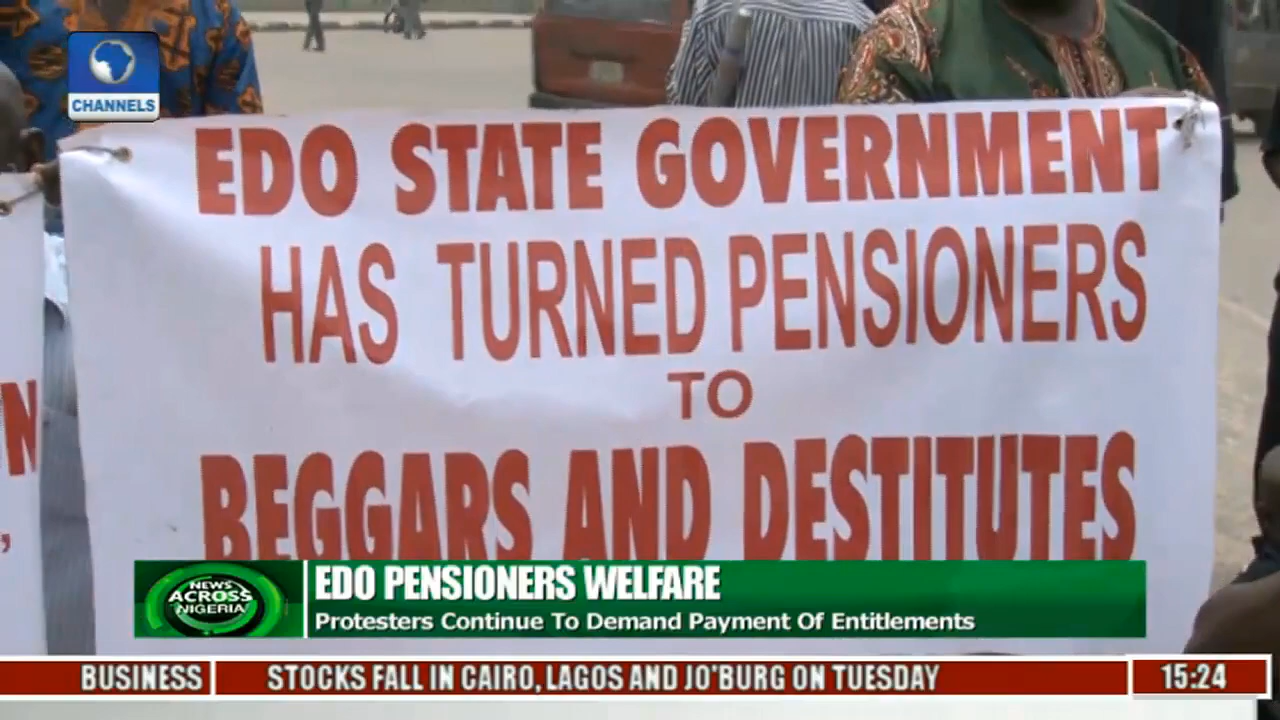 CHANNELS
EDO STATE GOVERNMENT
HAS TURNED PENSIONERS
TO
BEGGARS AND DESTITUTES
N
,
NEWS
ACROSS
NIGERIA
EDO PENSIONERS WELFARE
Protesters Continue To Demand Payment Of Entitlements
BUSINESS
STOCKS FALL IN CAIRO, LAGOS AND JO'BURG ON TUESDAY
15:24